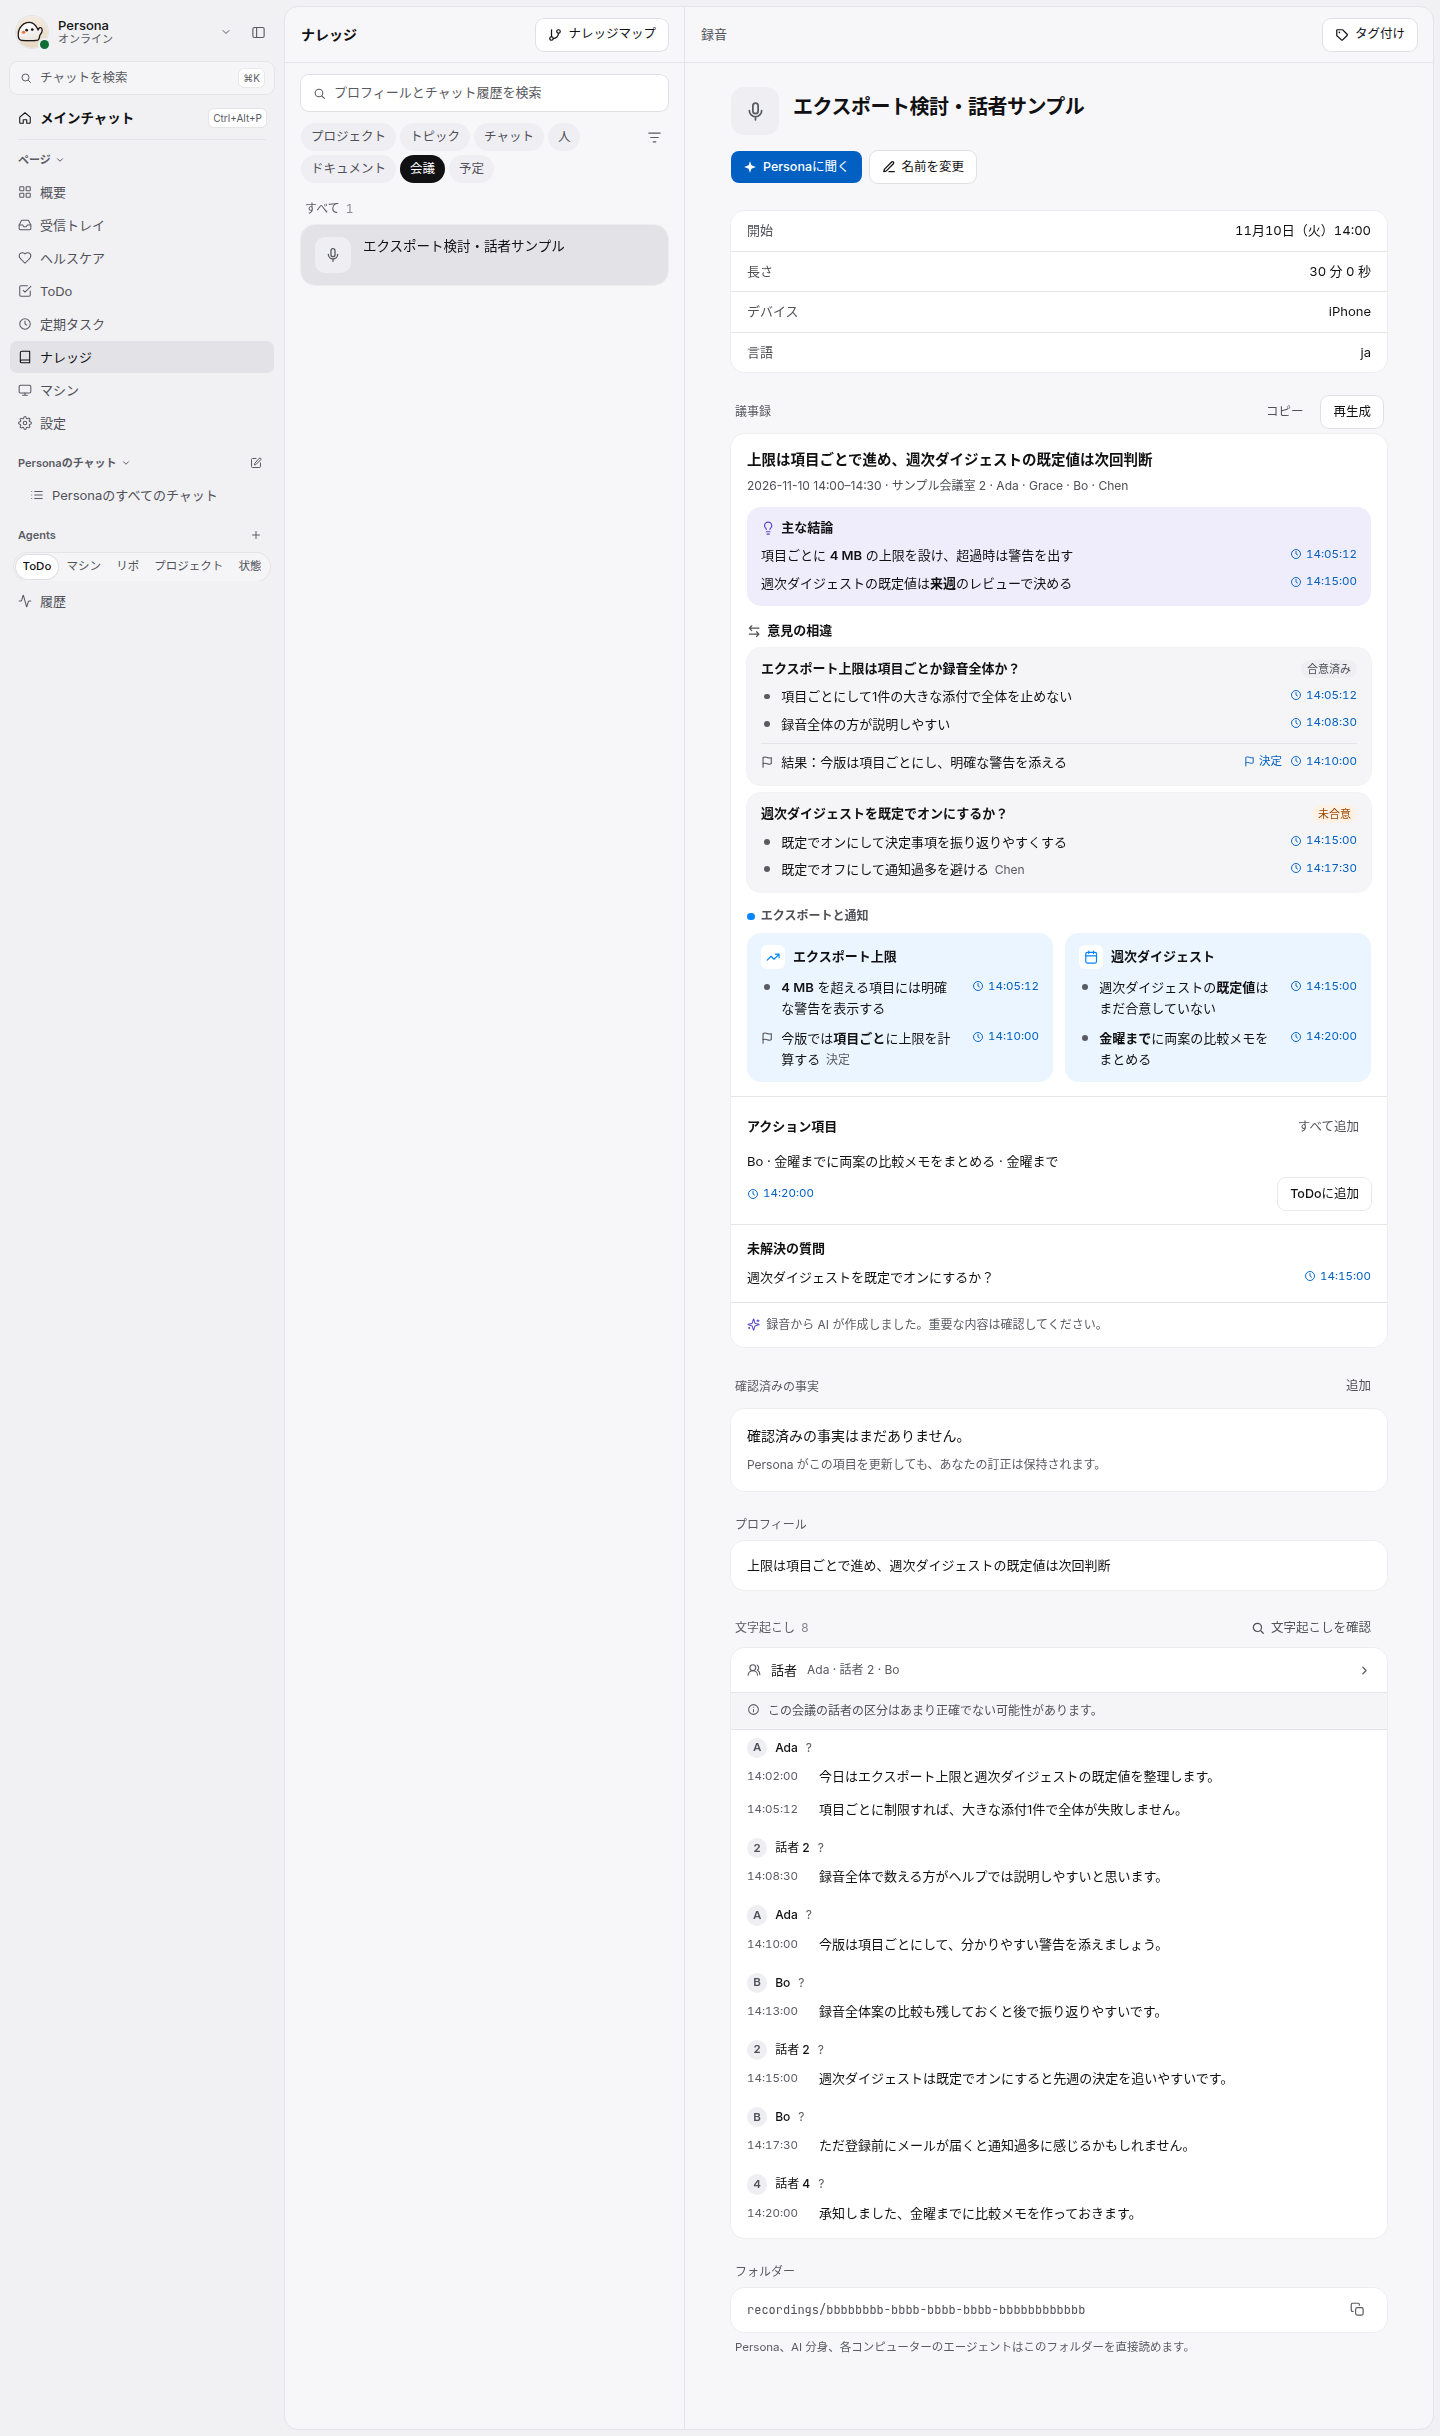 Persona
オンライン
チャットを検索
⌘K
メインチャット
Ctrl+Alt+P
ページ
概要
受信トレイ
ヘルスケア
ToDo
定期タスク
ナレッジ
マシン
設定
Personaのチャット
Personaのすべてのチャット
Agents
ToDo マシン リポ プロジェクト 状態
履歴
ナレッジ
ナレッジマップ
プロフィールとチャット履歴を検索
プロジェクト トピック チャット 人
ドキュメント 会議 予定
すべて 1
エクスポート検討・話者サンプル
録音
タグ付け
エクスポート検討・話者サンプル
Personaに聞く
名前を変更
開始 11月10日（火）14:00
長さ 30 分 0 秒
デバイス iPhone
言語 ja
議事録 コピー 再生成
上限は項目ごとで進め、週次ダイジェストの既定値は次回判断
2026-11-10 14:00–14:30 · サンプル会議室 2 · Ada · Grace · Bo · Chen
主な結論
項目ごとに 4 MB の上限を設け、超過時は警告を出す 14:05:12
週次ダイジェストの既定値は来週のレビューで決める 14:15:00
意見の相違
エクスポート上限は項目ごとか録音全体か？ 合意済み
項目ごとにして1件の大きな添付で全体を止めない 14:05:12
録音全体の方が説明しやすい 14:08:30
結果：今版は項目ごとにし、明確な警告を添える 決定 14:10:00
週次ダイジェストを既定でオンにするか？ 未合意
既定でオンにして決定事項を振り返りやすくする 14:15:00
既定でオフにして通知過多を避ける Chen 14:17:30
エクスポートと通知
エクスポート上限
4 MB を超える項目には明確 14:05:12
な警告を表示する
今版では項目ごとに上限を計 14:10:00
算する 決定
週次ダイジェスト
週次ダイジェストの既定値は 14:15:00
まだ合意していない
金曜までに両案の比較メモを 14:20:00
まとめる
アクション項目 すべて追加
Bo · 金曜までに両案の比較メモをまとめる · 金曜まで
14:20:00 ToDoに追加
未解決の質問
週次ダイジェストを既定でオンにするか？ 14:15:00
録音から AI が作成しました。重要な内容は確認してください。
確認済みの事実 追加
確認済みの事実はまだありません。
Persona がこの項目を更新しても、あなたの訂正は保持されます。
プロフィール
上限は項目ごとで進め、週次ダイジェストの既定値は次回判断
文字起こし 8 文字起こしを確認
話者 Ada · 話者 2 · Bo
この会議の話者の区分はあまり正確でない可能性があります。
A Ada ?
14:02:00 今日はエクスポート上限と週次ダイジェストの既定値を整理します。
14:05:12 項目ごとに制限すれば、大きな添付1件で全体が失敗しません。
2 話者 2 ?
14:08:30 録音全体で数える方がヘルプでは説明しやすいと思います。
A Ada ?
14:10:00 今版は項目ごとにして、分かりやすい警告を添えましょう。
B Bo ?
14:13:00 録音全体案の比較も残しておくと後で振り返りやすいです。
2 話者 2 ?
14:15:00 週次ダイジェストは既定でオンにすると先週の決定を追いやすいです。
B Bo ?
14:17:30 ただ登録前にメールが届くと通知過多に感じるかもしれません。
4 話者 4 ?
14:20:00 承知しました、金曜までに比較メモを作っておきます。
フォルダー
recordings/bbbbbbbb-bbbb-bbbb-bbbb-bbbbbbbbbbbb
Persona、AI 分身、各コンピューターのエージェントはこのフォルダーを直接読めます。